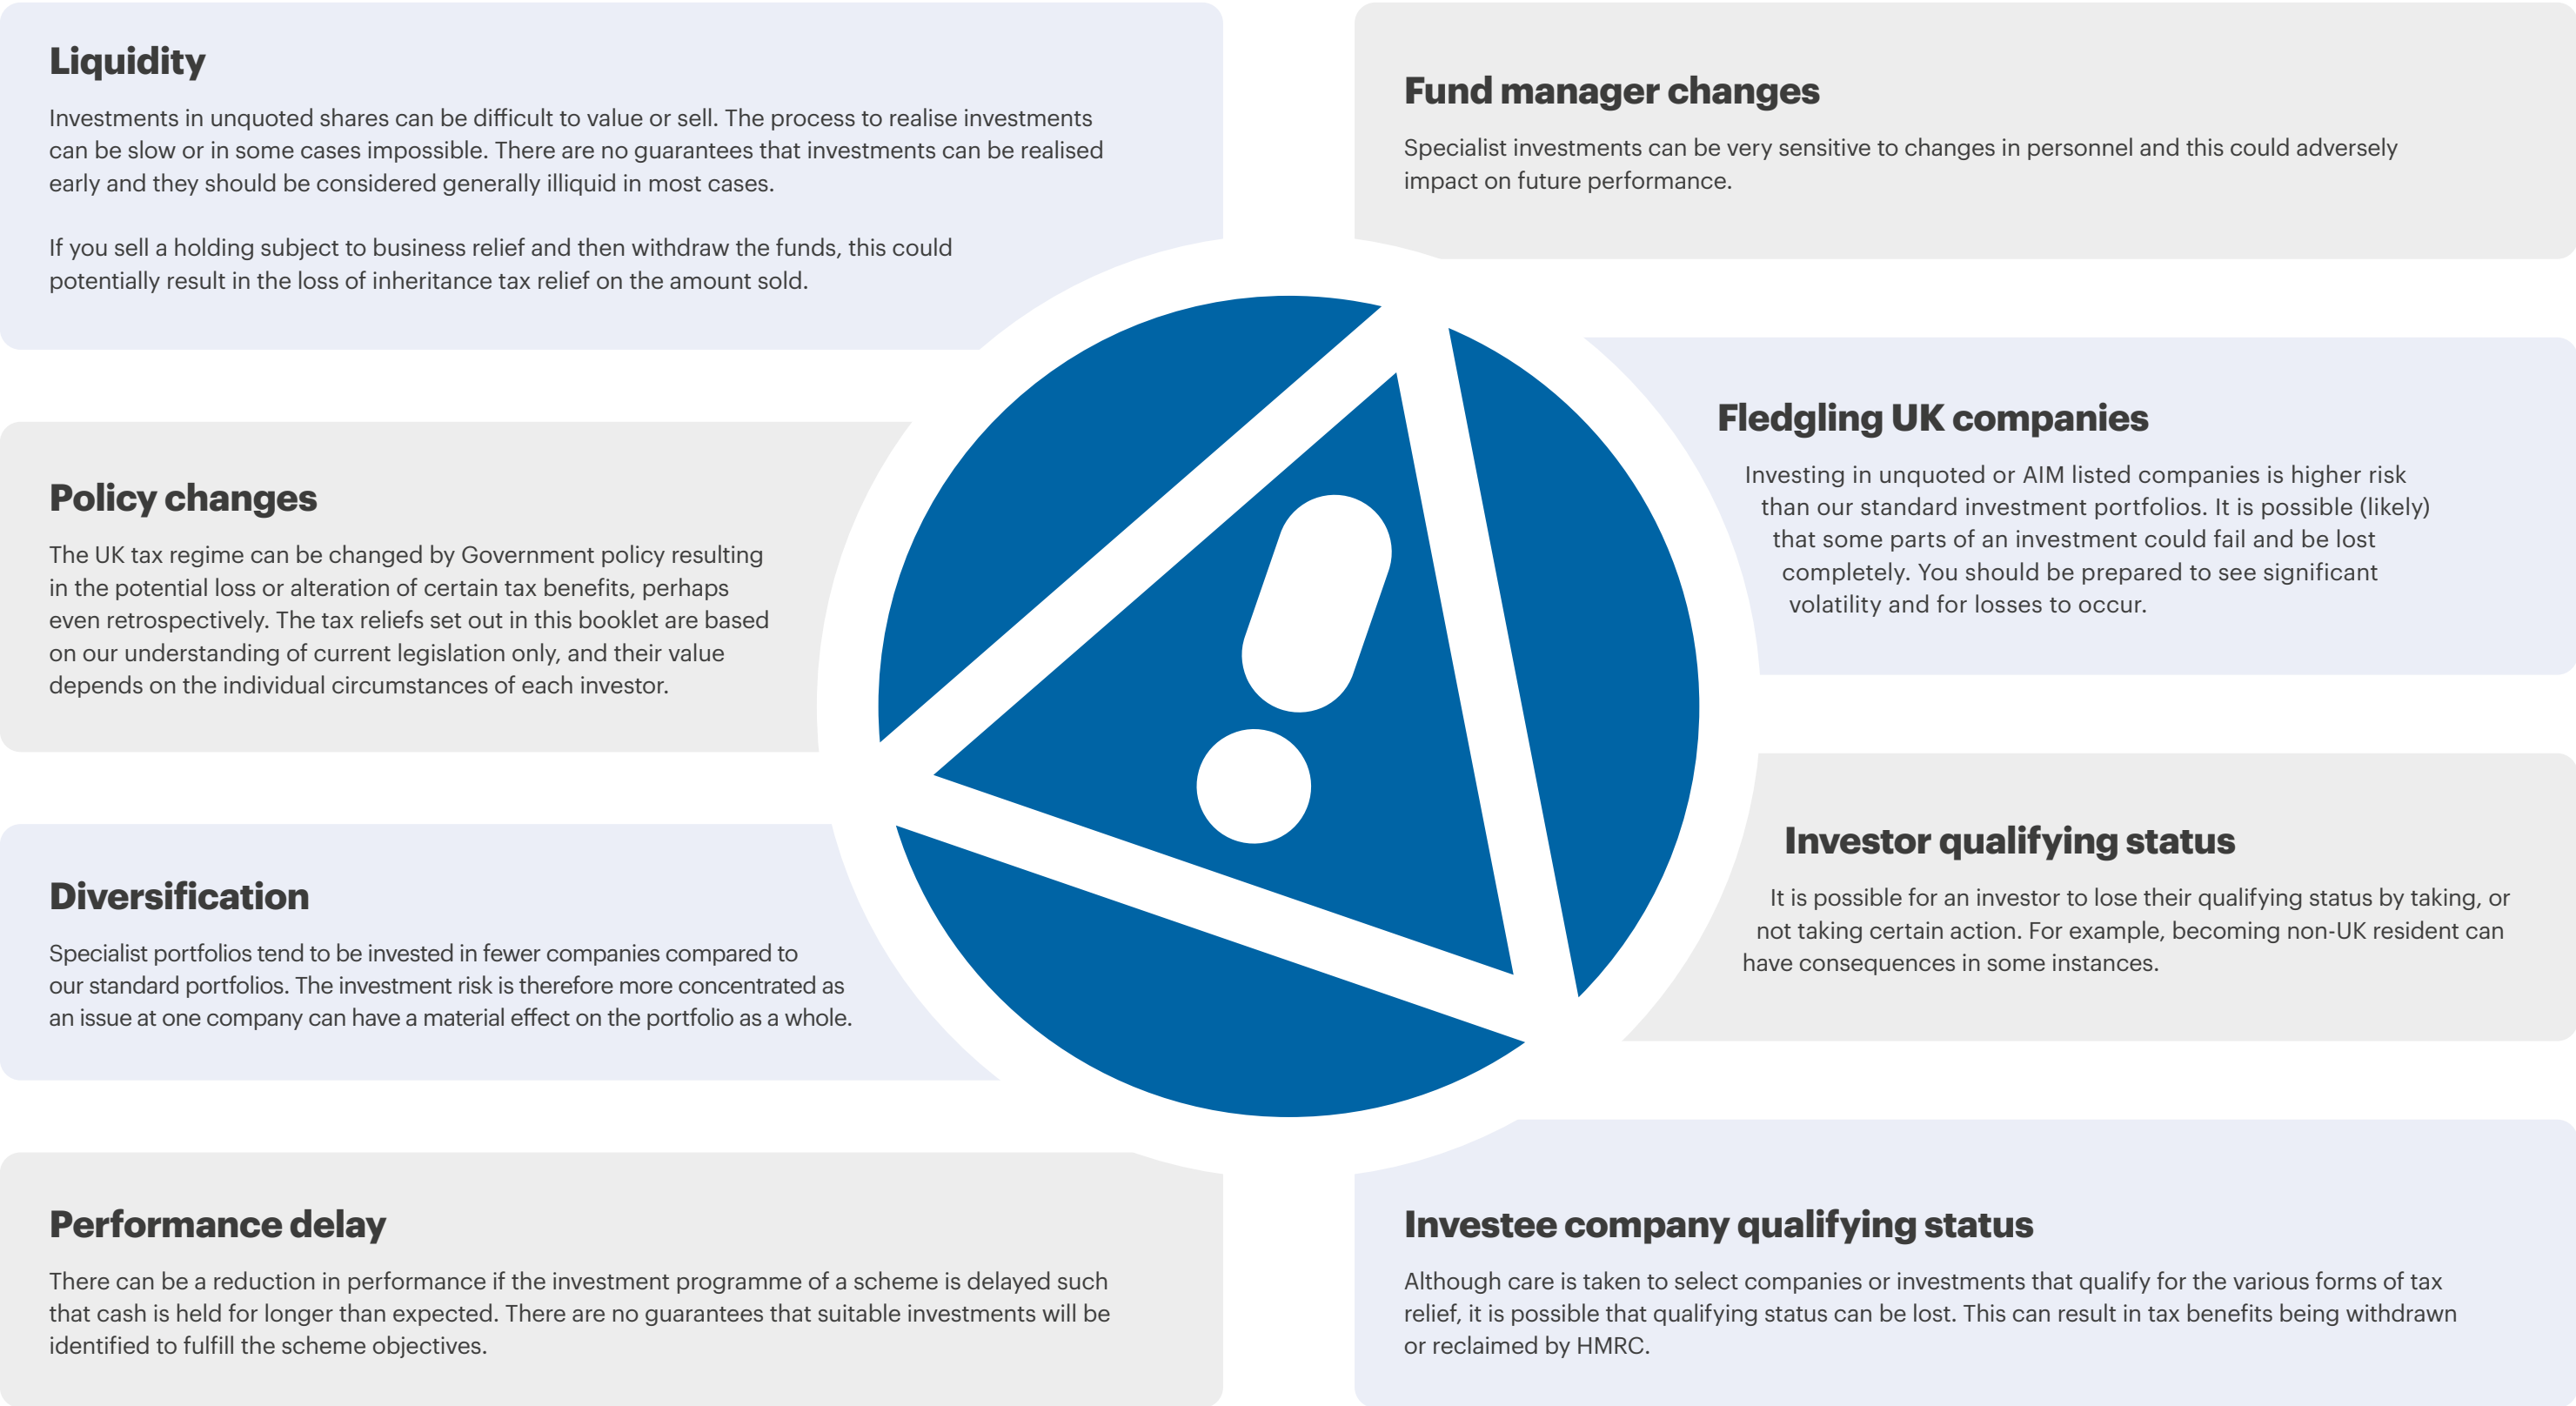 Liquidity
Investments in unquoted shares can be difficult to value or sell. The process to realise investments
can be slow or in some cases impossible. There are no guarantees that investments can be realised
early and they should be considered generally illiquid in most cases.
If you sell a holding subject to business relief and then withdraw the funds, this could
potentially result in the loss of inheritance tax relief on the amount sold.
Policy changes
The UK tax regime can be changed by Government policy resulting
in the potential loss or alteration of certain tax benefits, perhaps
even retrospectively. The tax reliefs set out in this booklet are based
on our understanding of current legislation only, and their value
depends on the individual circumstances of each investor.
Diversification
Specialist portfolios tend to be invested in fewer companies compared to
our standard portfolios. The investment risk is therefore more concentrated as
an issue at one company can have a material effect on the portfolio as a whole.
Performance delay
There can be a reduction in performance if the investment programme of a scheme is delayed such
that cash is held for longer than expected. There are no guarantees that suitable investments will be
identified to fulfill the scheme objectives.
Fund manager changes
Specialist investments can be very sensitive to changes in personnel and this could adversely
impact on future performance.
Fledgling UK companies
Investing in unquoted or AIM listed companies is higher risk
than our standard investment portfolios. It is possible (likely)
that some parts of an investment could fail and be lost
completely. You should be prepared to see significant
volatility and for losses to occur.
Investor qualifying status
It is possible for an investor to lose their qualifying status by taking, or
not taking certain action. For example, becoming non-UK resident can
have consequences in some instances.
Investee company qualifying status
Although care is taken to select companies or investments that qualify for the various forms of tax
relief, it is possible that qualifying status can be lost. This can result in tax benefits being withdrawn
or reclaimed by HMRC.